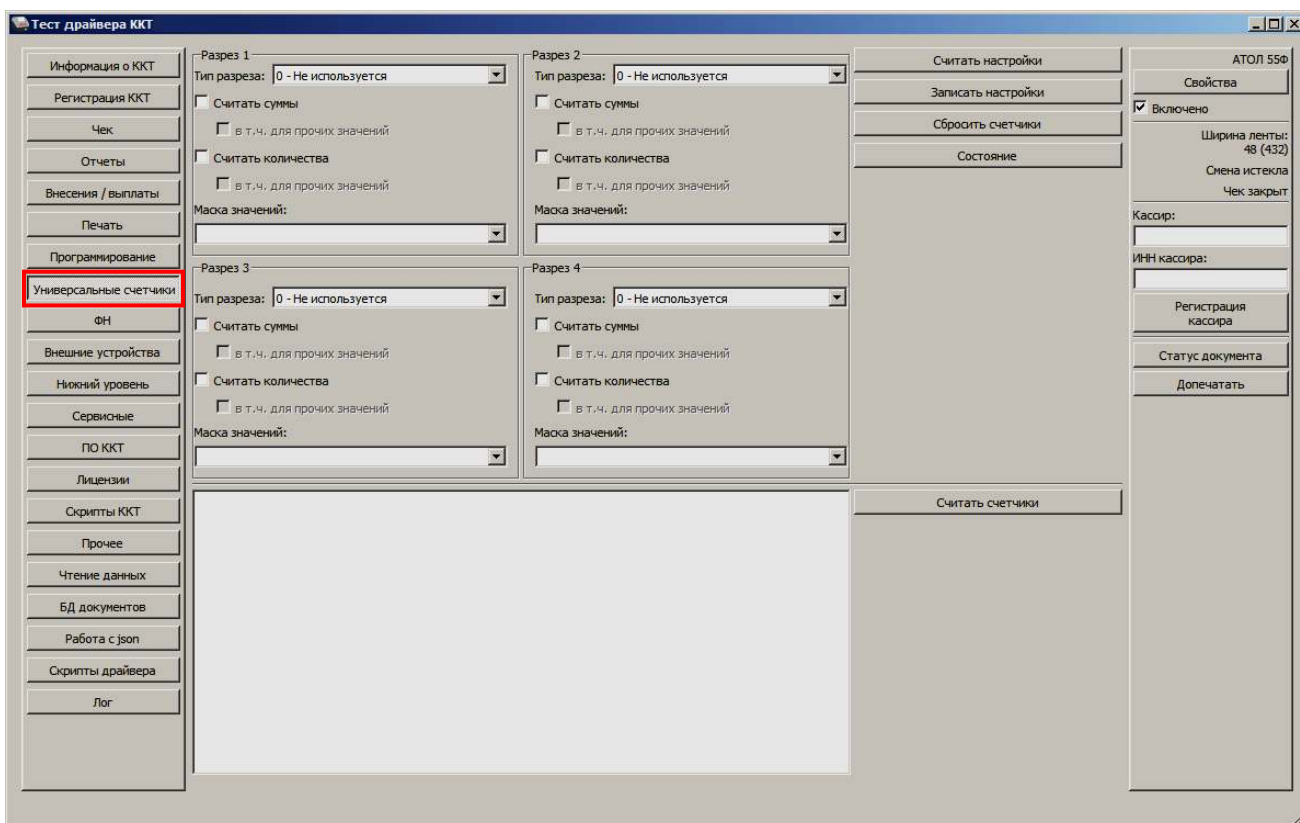 Тест драйвера ККТ
Информация о ККТ
Регистрация ККТ
Чек
Отчеты
Внесения / выплаты
Печать
Программирование
Универсальные счетчики
ФН
Внешние устройства
Нижний уровень
Сервисные
ПО ККТ
Лицензии
Скрипты ККТ
Прочее
Чтение данных
БД документов
Работа с json
Скрипты драйвера
Лог
Разрез 1
Тип разреза: 0 - Не используется
Считать суммы
в т.ч. для прочих значений
Считать количества
в т.ч. для прочих значений
Маска значений:
Разрез 2
Тип разреза: 0 - Не используется
Считать суммы
в т.ч. для прочих значений
Считать количества
в т.ч. для прочих значений
Маска значений:
Разрез 3
Тип разреза: 0 - Не используется
Считать суммы
в т.ч. для прочих значений
Считать количества
в т.ч. для прочих значений
Маска значений:
Разрез 4
Тип разреза: 0 - Не используется
Считать суммы
в т.ч. для прочих значений
Считать количества
в т.ч. для прочих значений
Маска значений:
Считать настройки
Записать настройки
Сбросить счетчики
Состояние
Считать счетчики
АТОЛ 55Ф
Свойства
Включено
Ширина ленты:
48 (432)
Смена истекла
Чек закрыт
Кассир:
ИНН кассира:
Регистрация
кассира
Статус документа
Допечатать